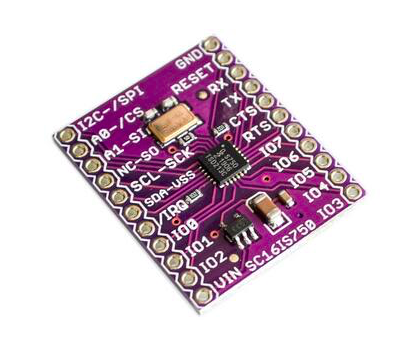 I2C-/SPI
A0-/CS
A1-SI
NC-SO
SCL-SCK
SDA-VSS
/IRQ
IO0
IO1
IO2
VIN
GND
RESET
RX
TX
CTS
RTS
IO7
IO6
IO5
IO4
IO3
SC16IS750